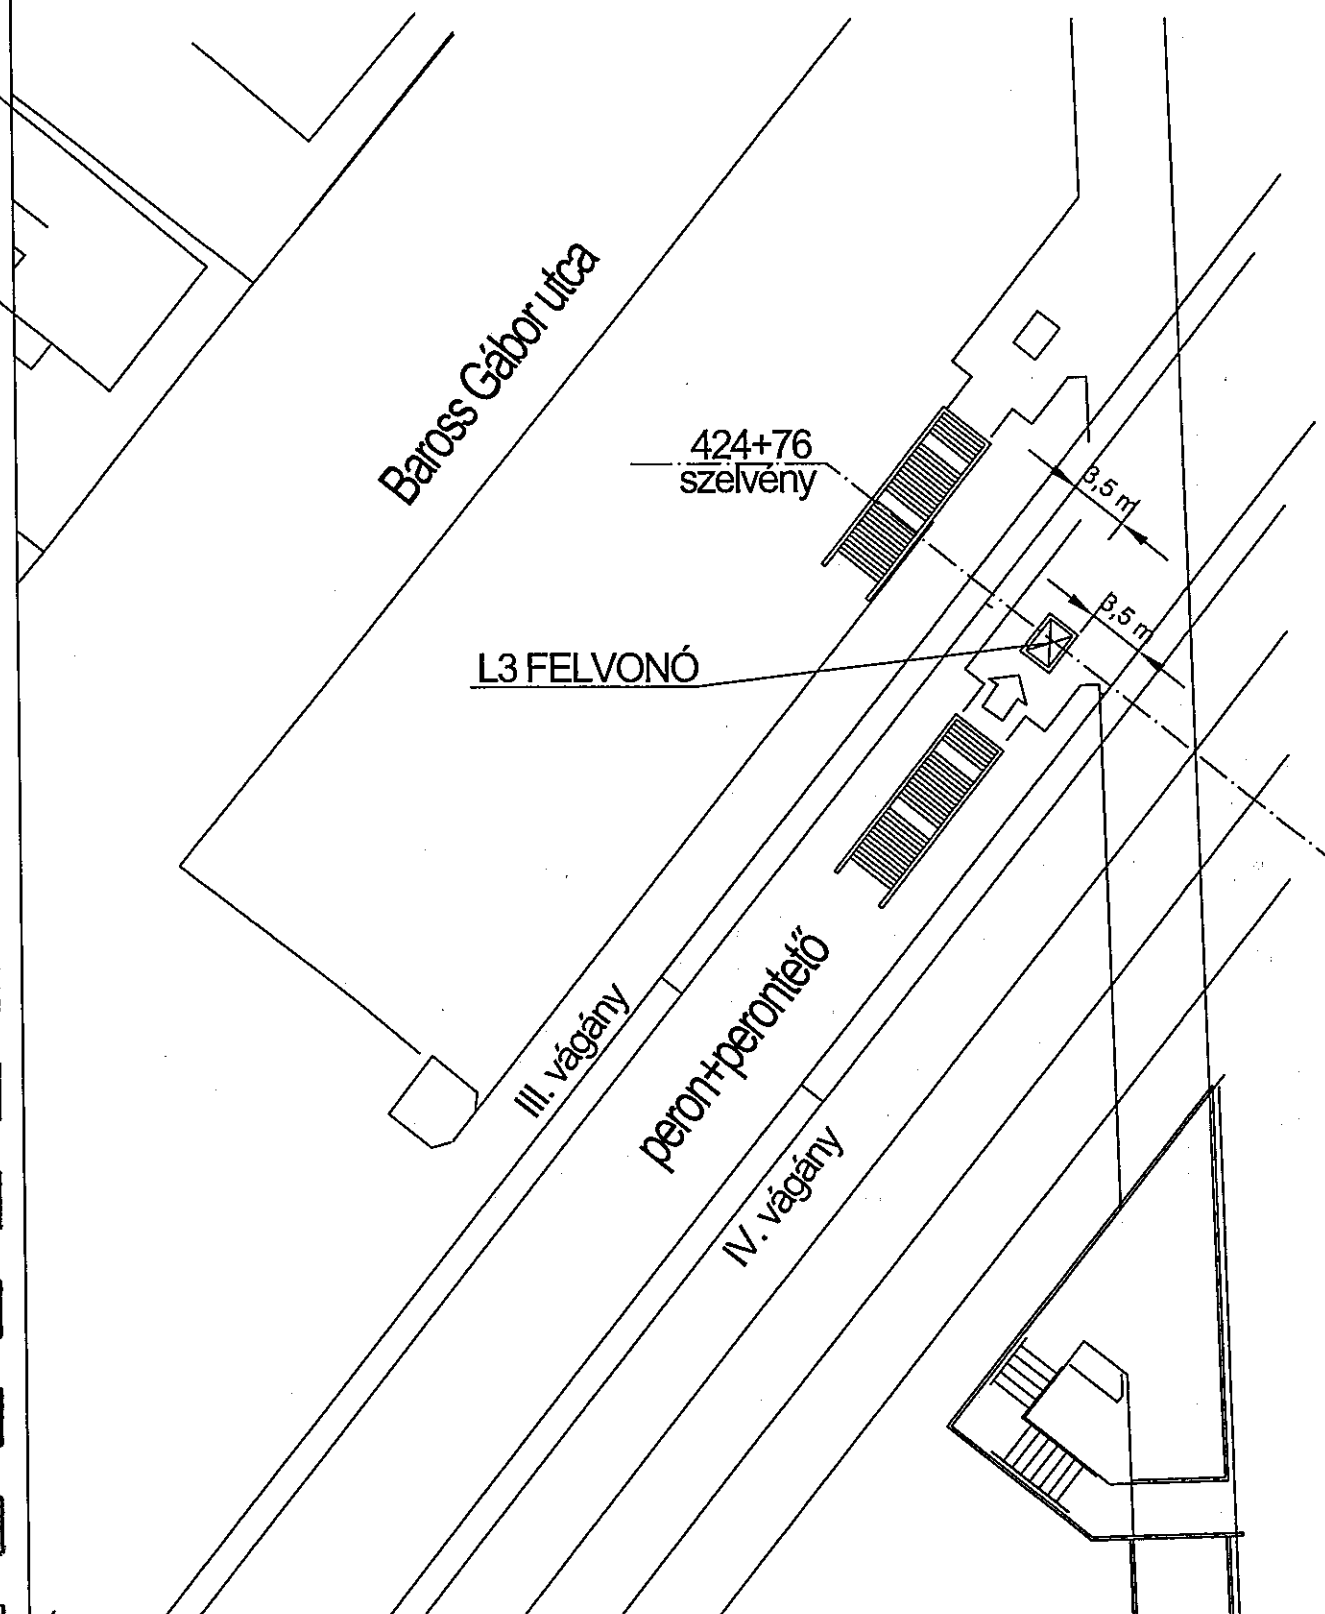 Baross Gábor utca
424+76
szelvény
3,5 m
3,5 m
L3 FELVONÓ
III. vágány
peron+perontető
IV. vágány